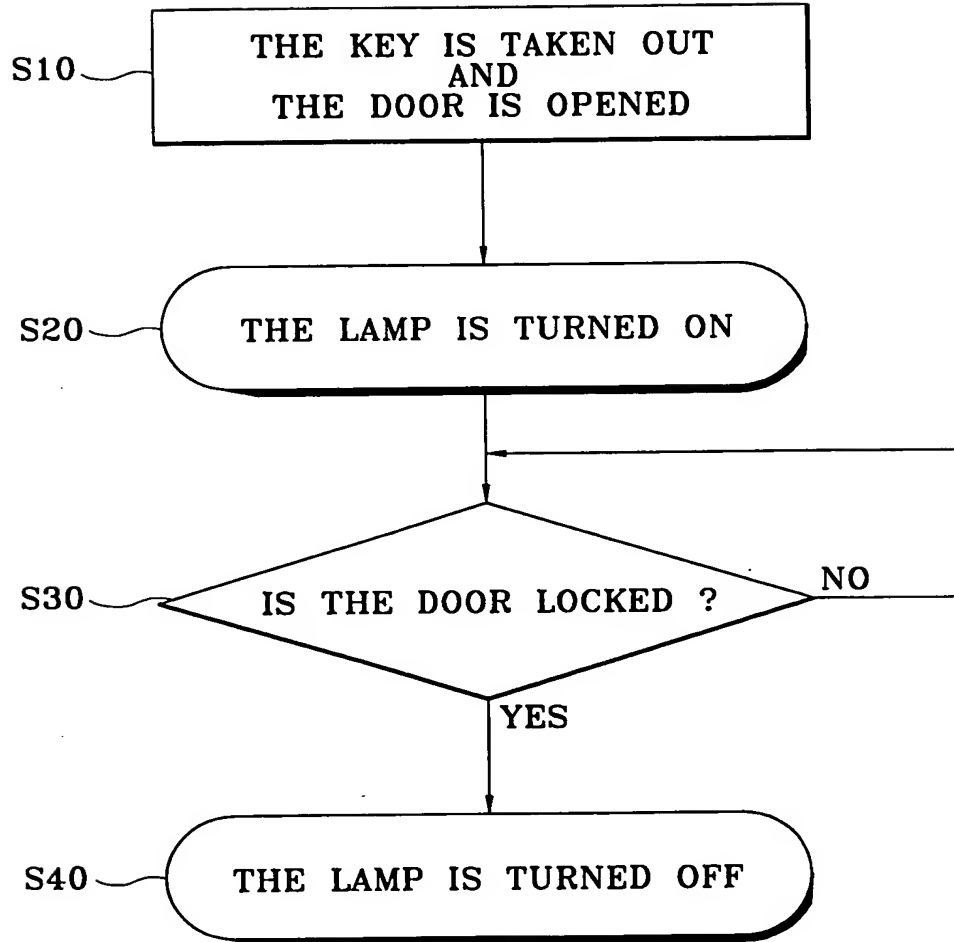 S10
THE KEY IS TAKEN OUT
AND
THE DOOR IS OPENED
S20
THE LAMP IS TURNED ON
S30
IS THE DOOR LOCKED ?
NO
YES
S40
THE LAMP IS TURNED OFF